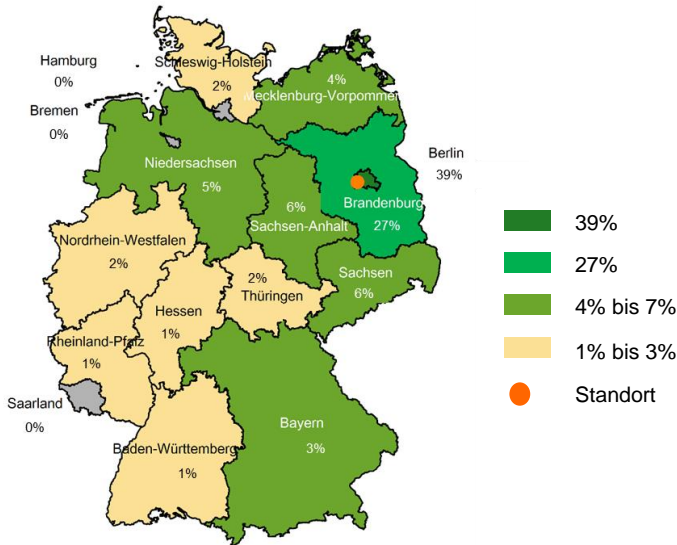 Hamburg
0%
Bremen
0%
Schleswig-Holstein
2%
4%
Mecklenburg-Vorpommern
Berlin
39%
Niedersachsen
5%
6%
Sachsen-Anhalt
Brandenburg
27%
Nordrhein-Westfalen
2%
Hessen
1%
2%
Thüringen
Sachsen
6%
Rheinland-Pfalz
1%
Saarland
0%
Bayern
3%
Baden-Württemberg
1%
39%
27%
4% bis 7%
1% bis 3%
Standort